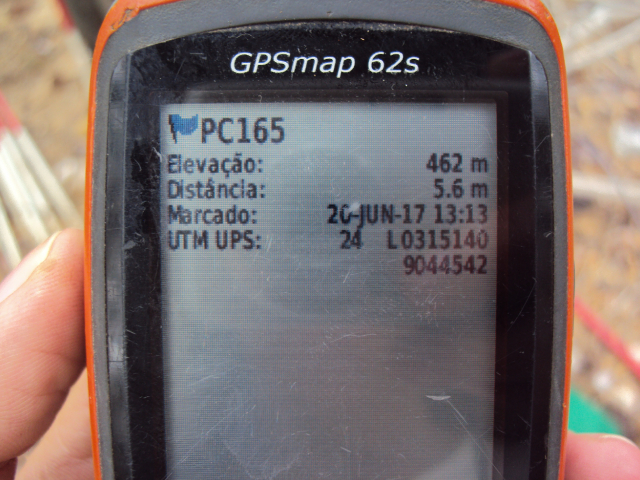 GPSmap 62s
PC165
Elevação: 462 m
Distância: 5.6 m
Marcado: 20-JUN-17 13:13
UTM UPS: 24 L 0315140
9044542